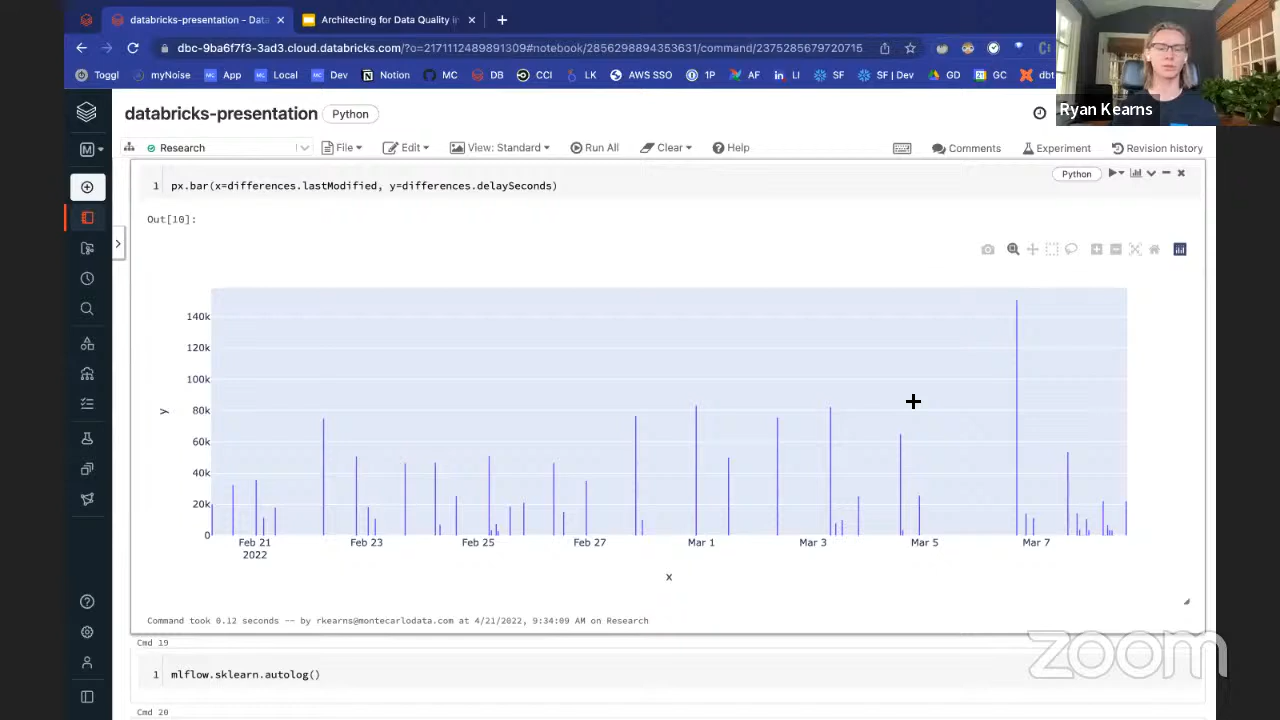 databricks-presentation – Data
Architecting for Data Quality in
dbc-9ba6f7f3-3ad3.cloud.databricks.com/?o=2171112489891309#notebook/2856298894353631/command/2375285679720716
Toggl
myNoise
MC App
MC Local
MC Dev
Notion
MC
DB
CCI
LK
AWS SSO
1P
AF
LI
SF
SF | Dev
GD
GC
dbt
Ryan Kearns
databricks-presentation
Python
M
Research
File
Edit
View: Standard
Run All
Clear
Help
Comments
Experiment
Revision history
1 px.bar(x=differences.lastModified, y=differences.delaySeconds)
Python
Out[10]:
140k
120k
100k
80k
60k
40k
20k
0
y
Feb 21
2022
Feb 23
Feb 25
Feb 27
Mar 1
Mar 3
Mar 5
Mar 7
x
Command took 0.12 seconds -- by rkearns@montecarlodata.com at 4/21/2022, 9:34:09 AM on Research
Cmd 19
1 mlflow.sklearn.autolog()
Cmd 20
zoom